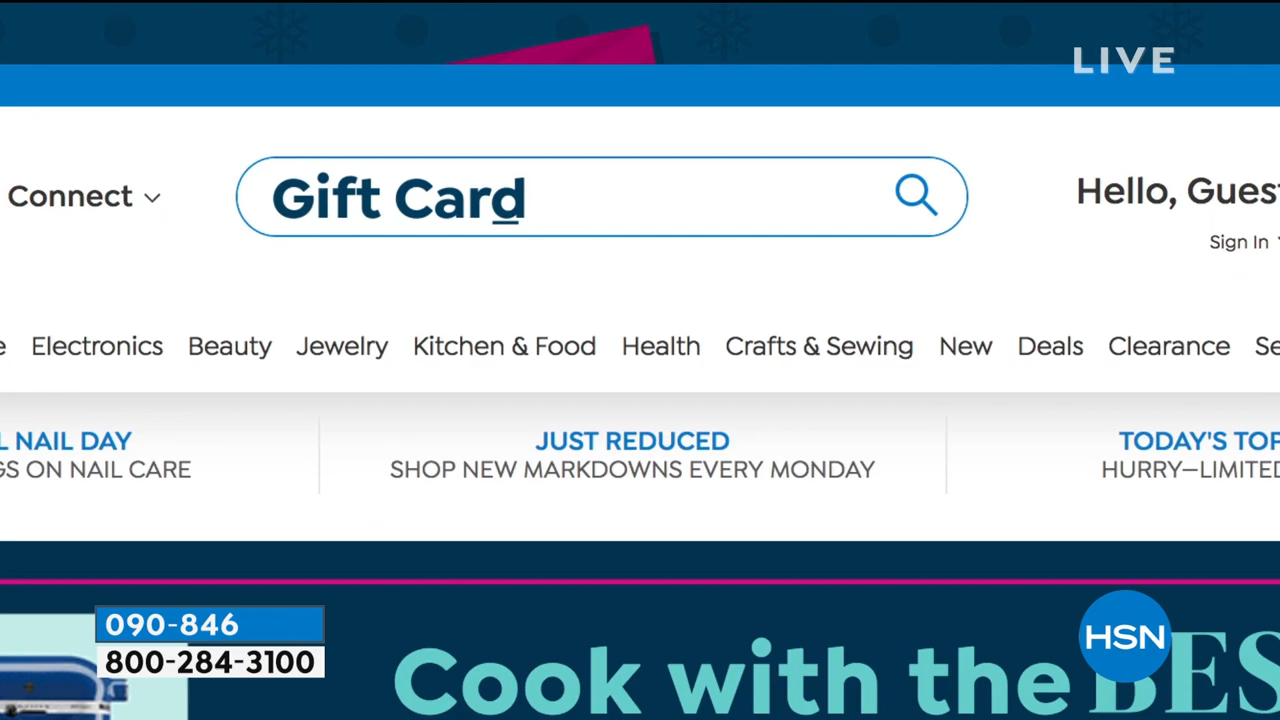 LIVE
Connect
Gift Card
Hello, Gues
Sign In
e Electronics Beauty Jewelry Kitchen & Food Health Crafts & Sewing New Deals Clearance Se
L NAIL DAY
GS ON NAIL CARE
JUST REDUCED
SHOP NEW MARKDOWNS EVERY MONDAY
TODAY'S TOP
HURRY—LIMITED
090-846
800-284-3100
Cook with the BES
HSN